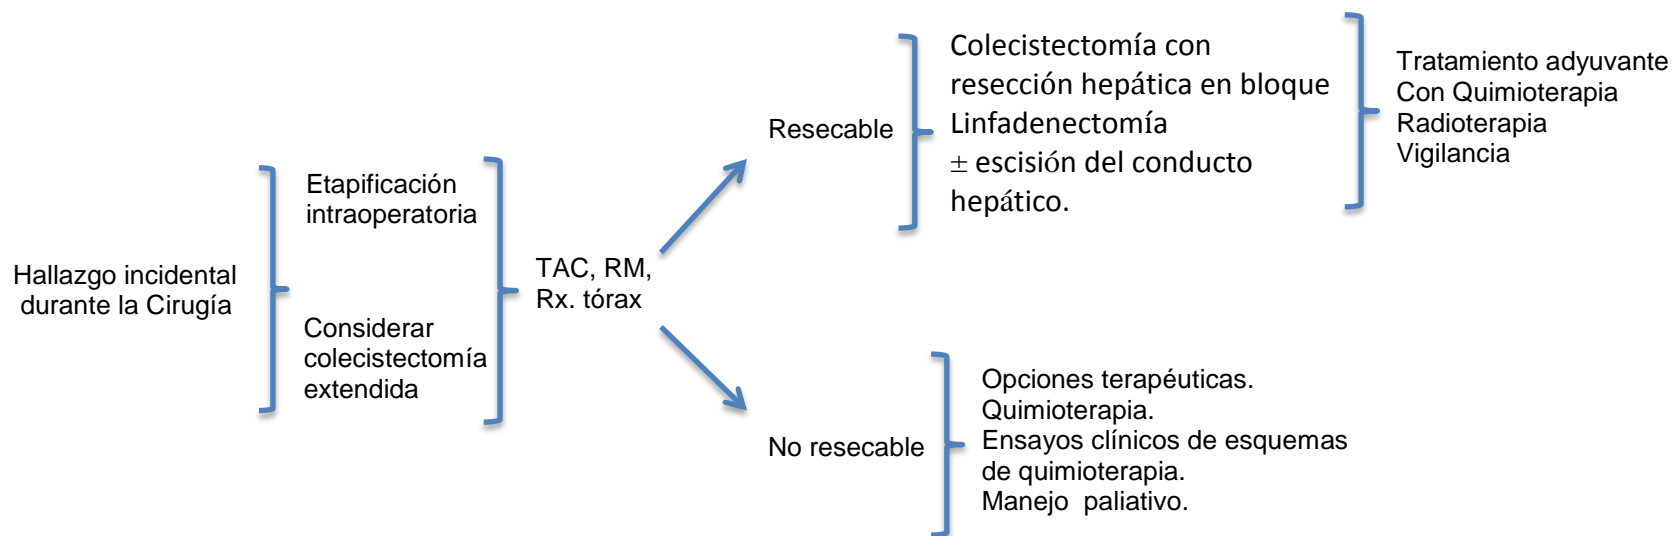 Hallazgo incidental
durante la Cirugía
Etapificación
intraoperatoria
Considerar
colecistectomía
extendida
TAC, RM,
Rx. tórax
Resecable
Colecistectomía con
resección hepática en bloque
Linfadenectomía
± escisión del conducto
hepático.
Tratamiento adyuvante
Con Quimioterapia
Radioterapia
Vigilancia
No resecable
Opciones terapéuticas.
Quimioterapia.
Ensayos clínicos de esquemas
de quimioterapia.
Manejo paliativo.